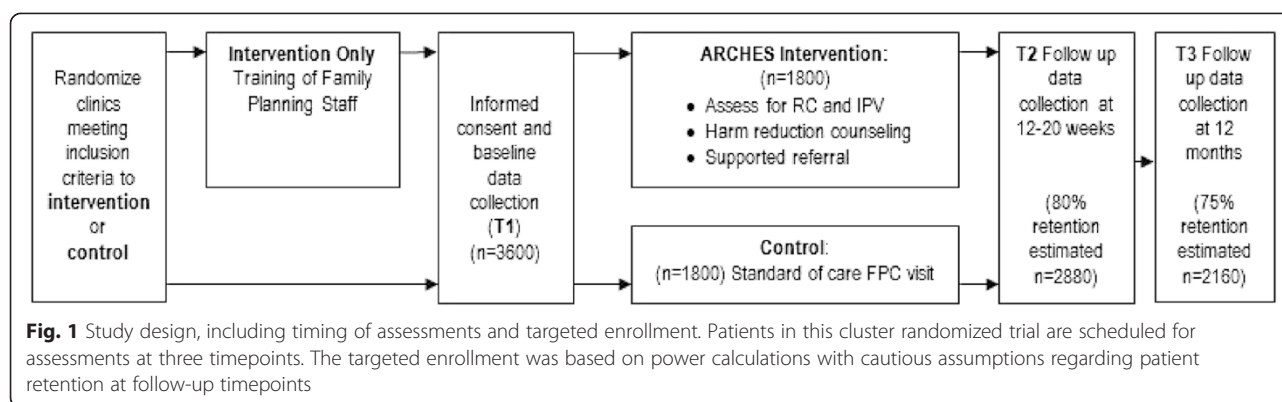 Randomize
clinics
meeting
inclusion
criteria to
intervention
or
control
Intervention Only
Training of Family
Planning Staff
Informed
consent and
baseline
data
collection
(T1)
(n=3600)
ARCHES Intervention:
(n=1800)
• Assess for RC and IPV
• Harm reduction counseling
• Supported referral
Control:
(n=1800) Standard of care FPC visit
T2 Follow up
data
collection at
12-20 weeks
(80%
retention
estimated
n=2880)
T3 Follow
up data
collection
at 12
months
(75%
retention
estimated
n=2160)
Fig. 1 Study design, including timing of assessments and targeted enrollment. Patients in this cluster randomized trial are scheduled for
assessments at three timepoints. The targeted enrollment was based on power calculations with cautious assumptions regarding patient
retention at follow-up timepoints